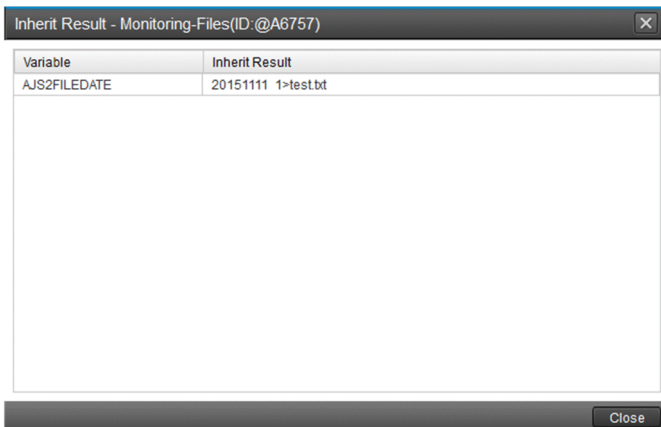 Inherit Result - Monitoring-Files(ID:@A6757)
Variable Inherit Result
AJS2FILEDATE 20151111 1>test.txt
Close